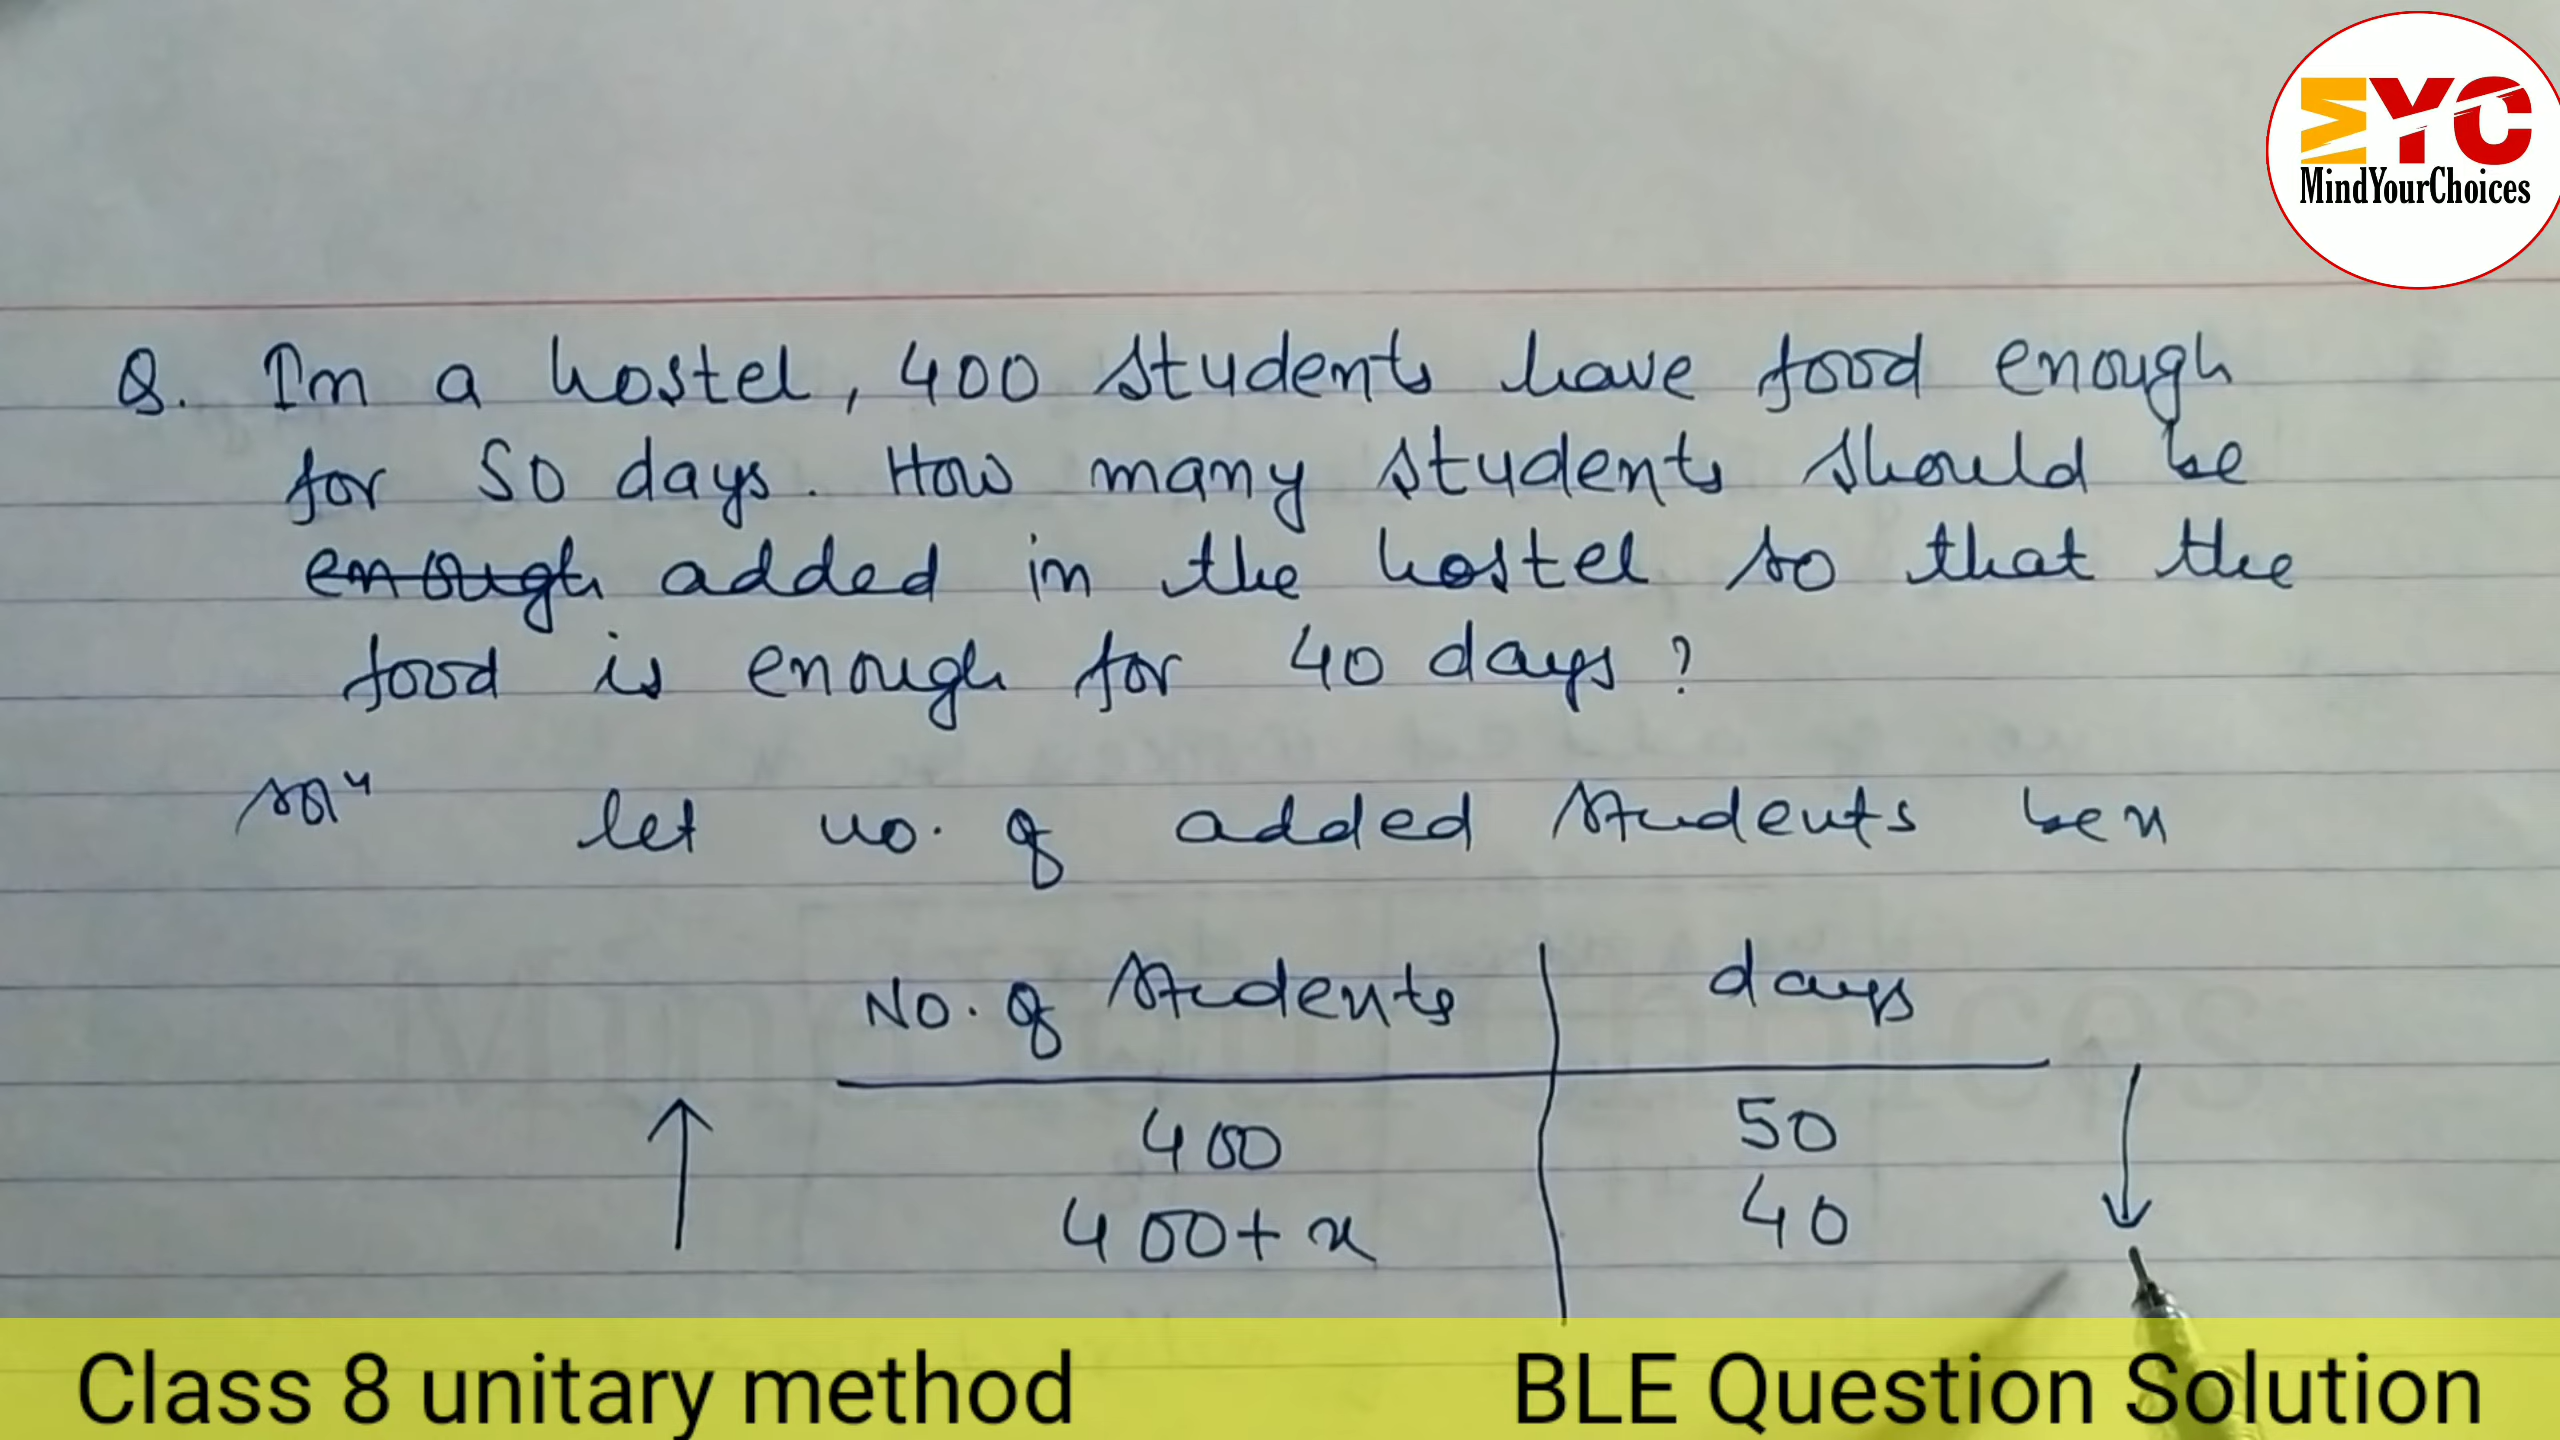 MYC
MindYourChoices
Q. In a hostel, 400 students have food enough
for 50 days. How many students should be
enough added in the hostel so that the
food is enough for 40 days?
solⁿ let no. of added students be x
No. of students days
400 50
400+x 40
Class 8 unitary method BLE Question Solution